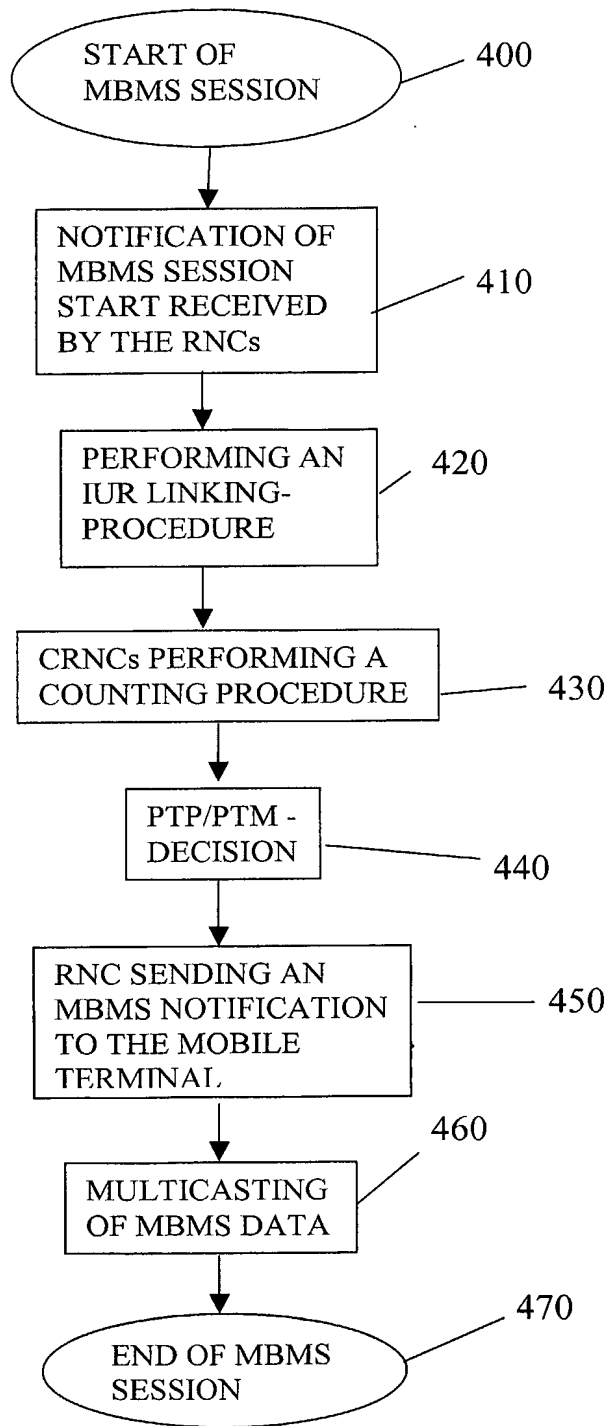 START OF
MBMS SESSION
400
NOTIFICATION OF
MBMS SESSION
START RECEIVED
BY THE RNCs
410
PERFORMING AN
IUR LINKING-
PROCEDURE
420
CRNCs PERFORMING A
COUNTING PROCEDURE
430
PTP/PTM -
DECISION
440
RNC SENDING AN
MBMS NOTIFICATION
TO THE MOBILE
TERMINAL
450
460
MULTICASTING
OF MBMS DATA
470
END OF MBMS
SESSION